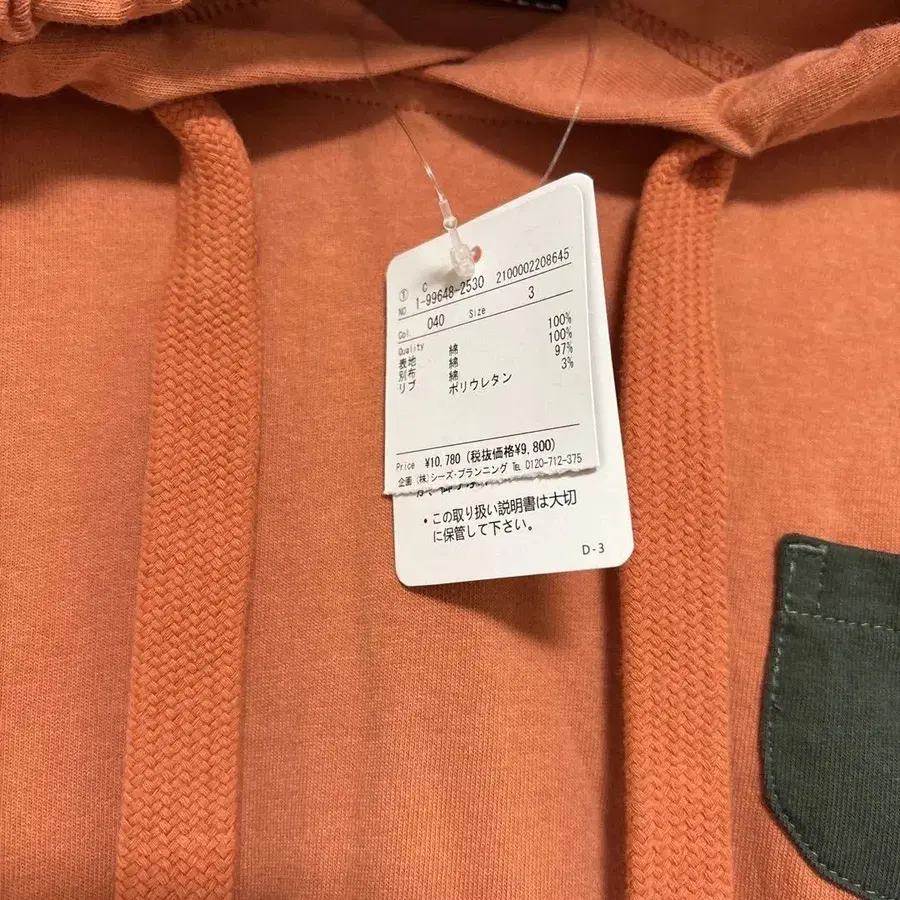 ① C
NO 1-99648-2530 2100002208645
Col. 040 Size 3
Quality
表地 綿 100%
別布 綿 100%
リブ 綿 97%
ポリウレタン 3%
Price ¥10,780 (税抜価格¥9,800)
企画 (株)シーズ・プランニング TEL 0120-712-375
・この取り扱い説明書は大切
に保管して下さい。
D-3